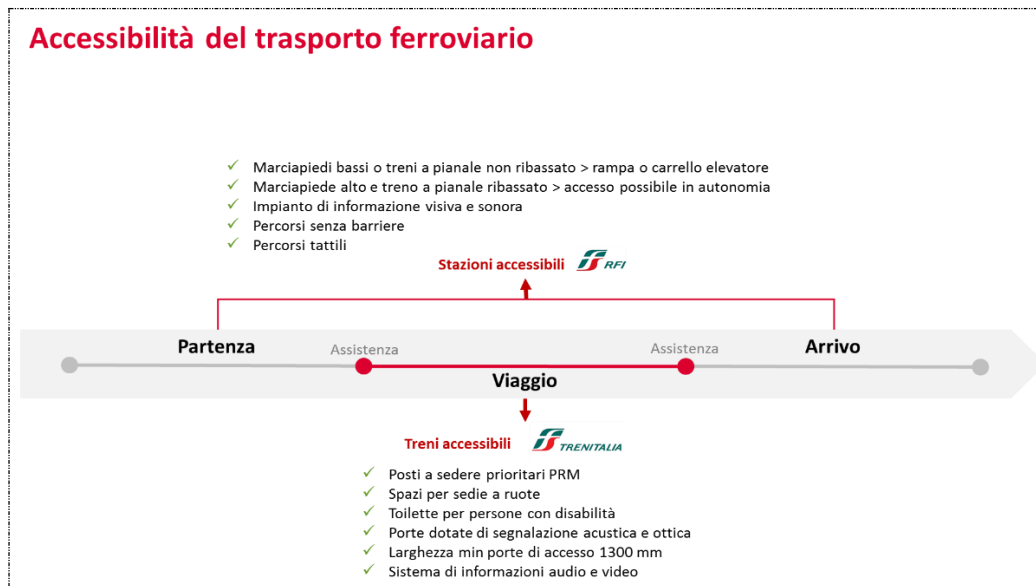 Accessibilità del trasporto ferroviario
✓ Marciapiedi bassi o treni a pianale non ribassato > rampa o carrello elevatore
✓ Marciapiede alto e treno a pianale ribassato > accesso possibile in autonomia
✓ Impianto di informazione visiva e sonora
✓ Percorsi senza barriere
✓ Percorsi tattili
Stazioni accessibili RFI
Partenza Assistenza Assistenza Arrivo
Viaggio
Treni accessibili TRENITALIA
✓ Posti a sedere prioritari PRM
✓ Spazi per sedie a ruote
✓ Toilette per persone con disabilità
✓ Porte dotate di segnalazione acustica e ottica
✓ Larghezza min porte di accesso 1300 mm
✓ Sistema di informazioni audio e video